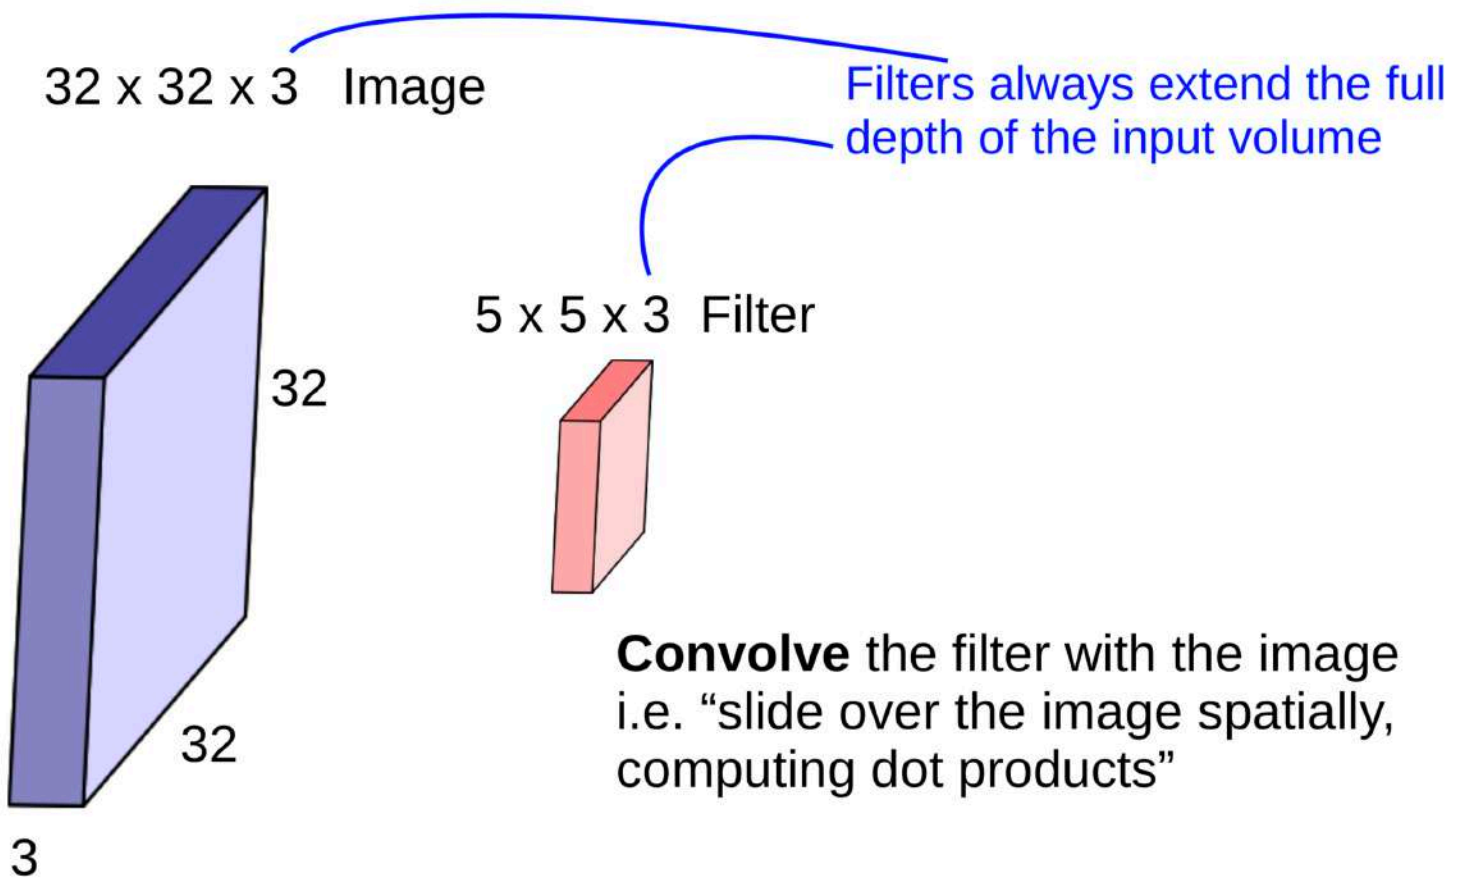 32 x 32 x 3 Image
Filters always extend the full
depth of the input volume
5 x 5 x 3 Filter
32
32
3
Convolve the filter with the image
i.e. “slide over the image spatially,
computing dot products”